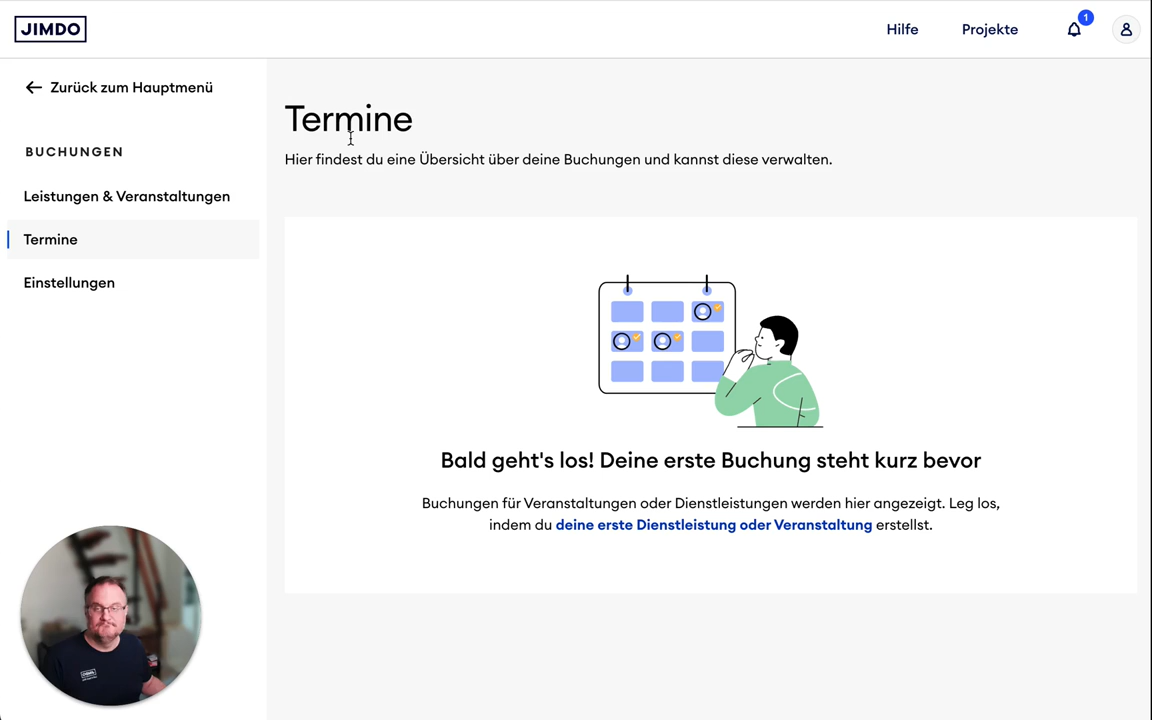 JIMDO
Hilfe
Projekte
1
Zurück zum Hauptmenü
BUCHUNGEN
Leistungen & Veranstaltungen
Termine
Einstellungen
Termine
Hier findest du eine Übersicht über deine Buchungen und kannst diese verwalten.
Bald geht's los! Deine erste Buchung steht kurz bevor
Buchungen für Veranstaltungen oder Dienstleistungen werden hier angezeigt. Leg los,
indem du deine erste Dienstleistung oder Veranstaltung erstellst.
JIMDO